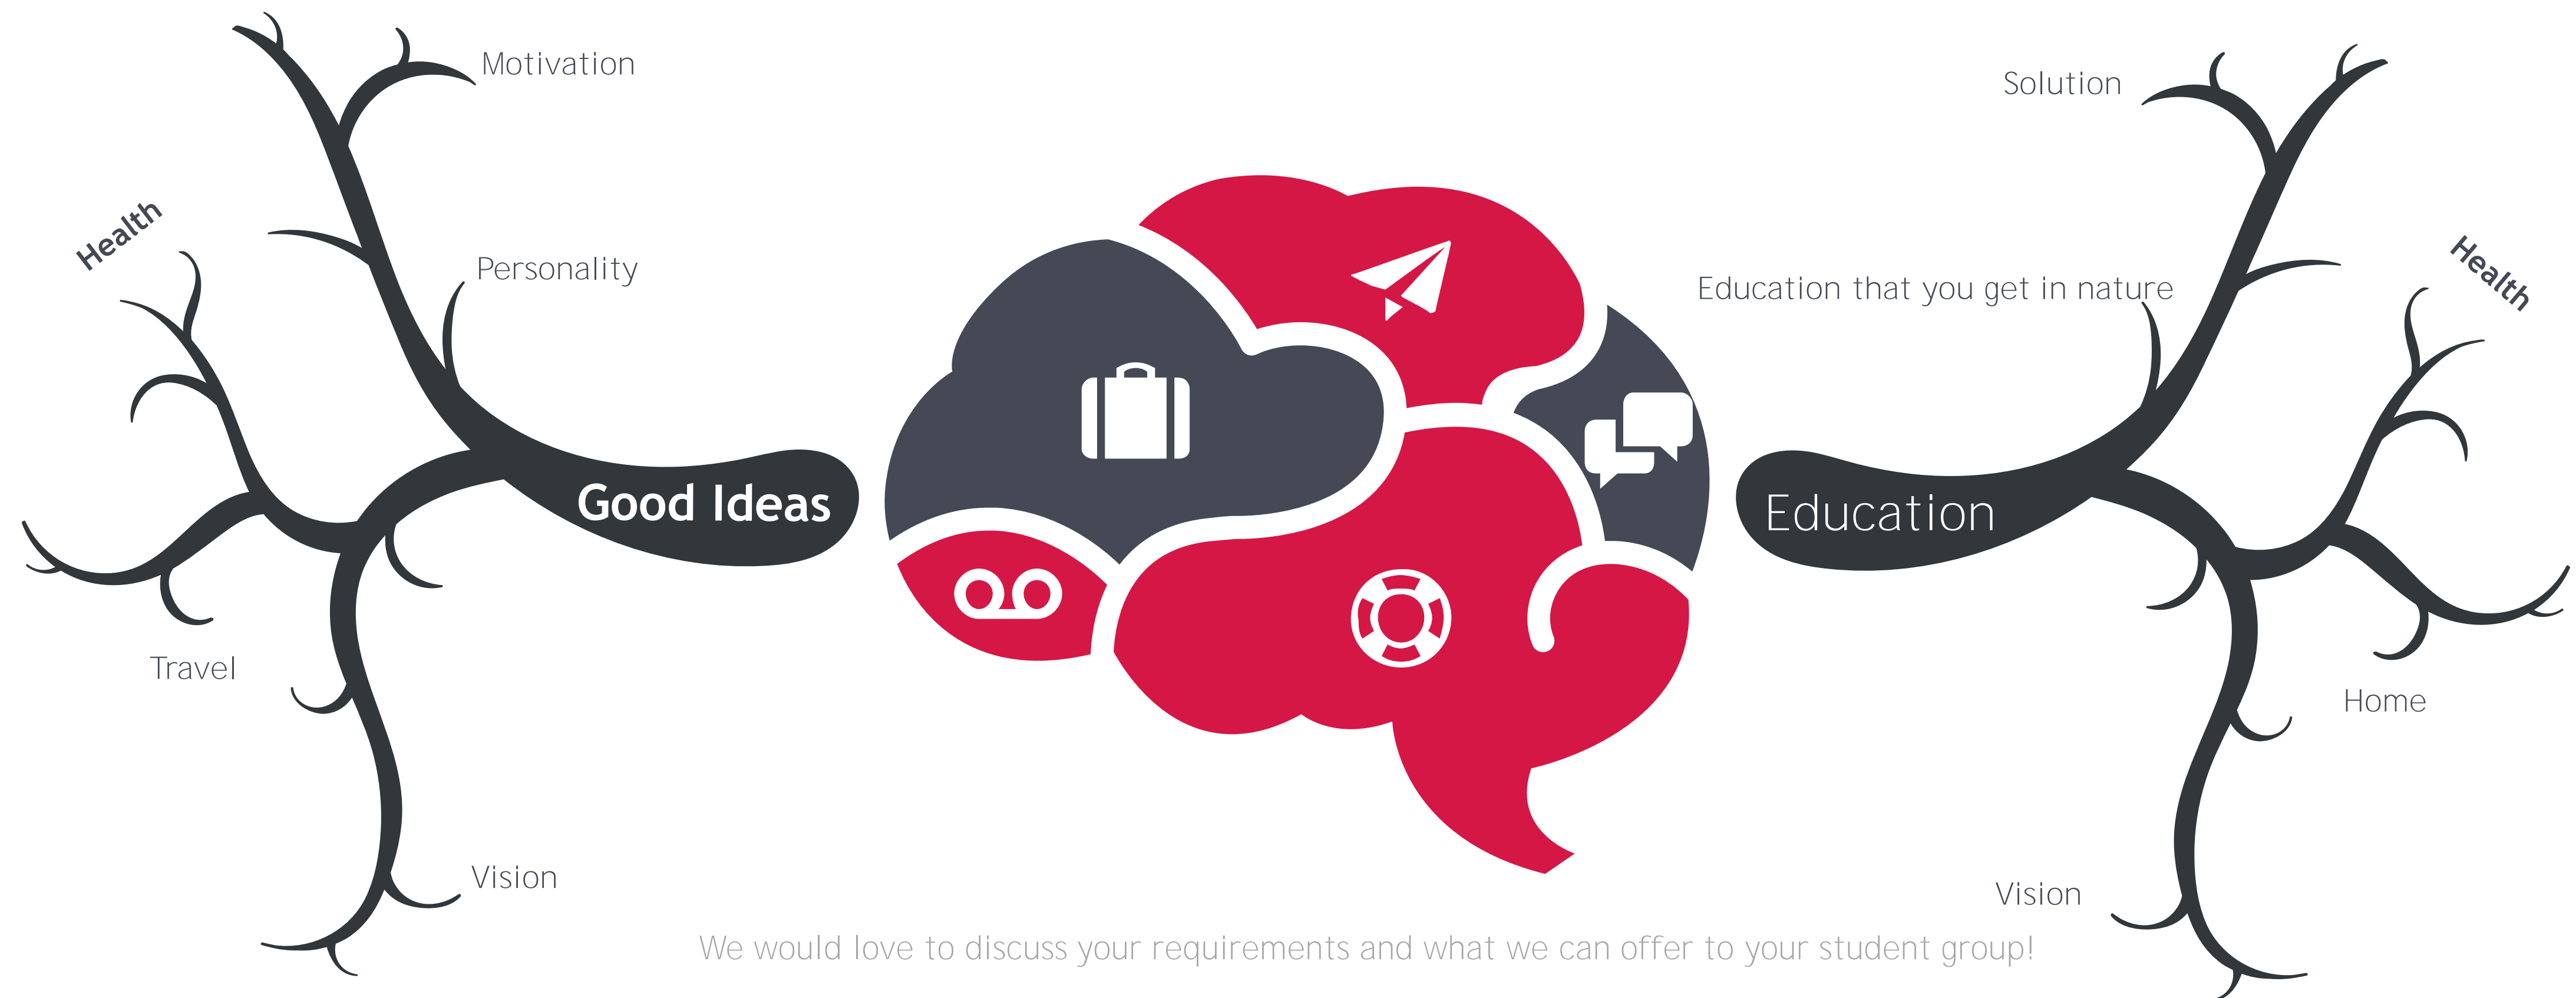 Motivation
Health
Personality
Good Ideas
Travel
Vision
Solution
Health
Education that you get in nature
Education
Home
Vision
We would love to discuss your requirements and what we can offer to your student group!